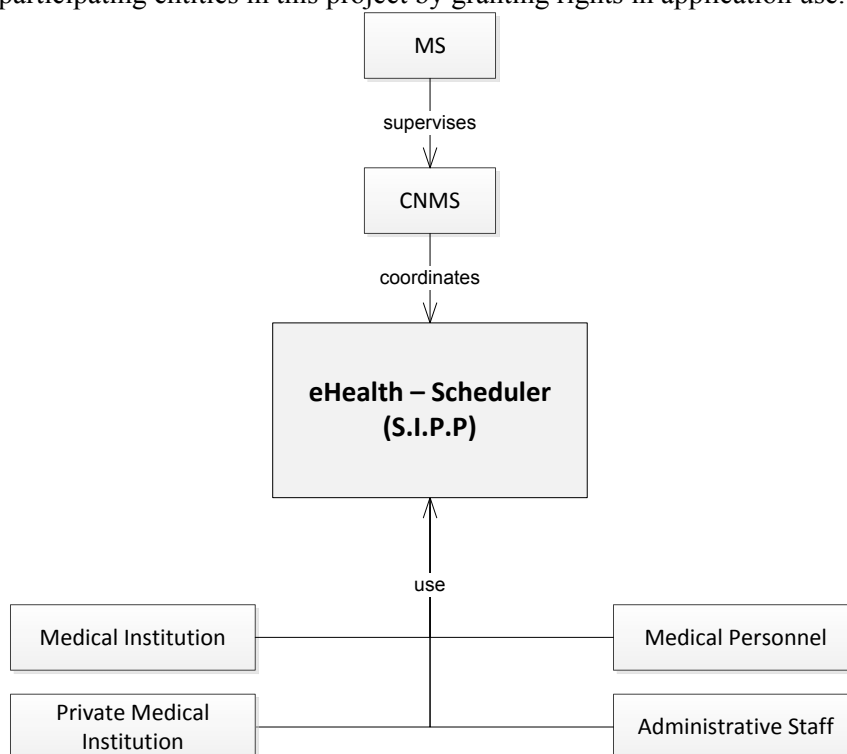 participating entities in this project by granting rights in application use.
MS
supervises
CNMS
coordinates
eHealth – Scheduler
(S.I.P.P)
use
Medical Institution
Medical Personnel
Private Medical
Institution
Administrative Staff